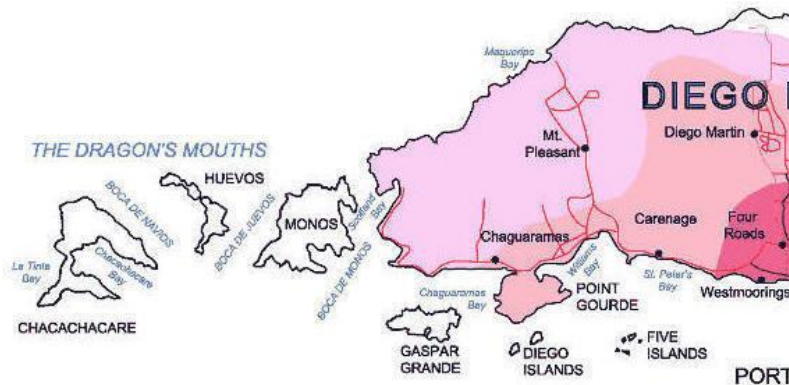 Maqueripe
Bay
DIEGO
Mt.
Pleasant
Diego Martin
THE DRAGON'S MOUTHS
HUEVOS
BOCA DE NAVIOS
BOCA DE JUEVOS
MONOS
Scotland
Bay
BOCA DE MONOS
Chaguaramas
Carenage
Four
Roads
La Tinta
Bay
Chacachacare
Bay
CHACACHACARE
Chaguaramas
Bay
Williams
Bay
St. Peter's
Bay
POINT
GOURDE
Westmoorings
GASPAR
GRANDE
DIEGO
ISLANDS
FIVE
ISLANDS
PORT